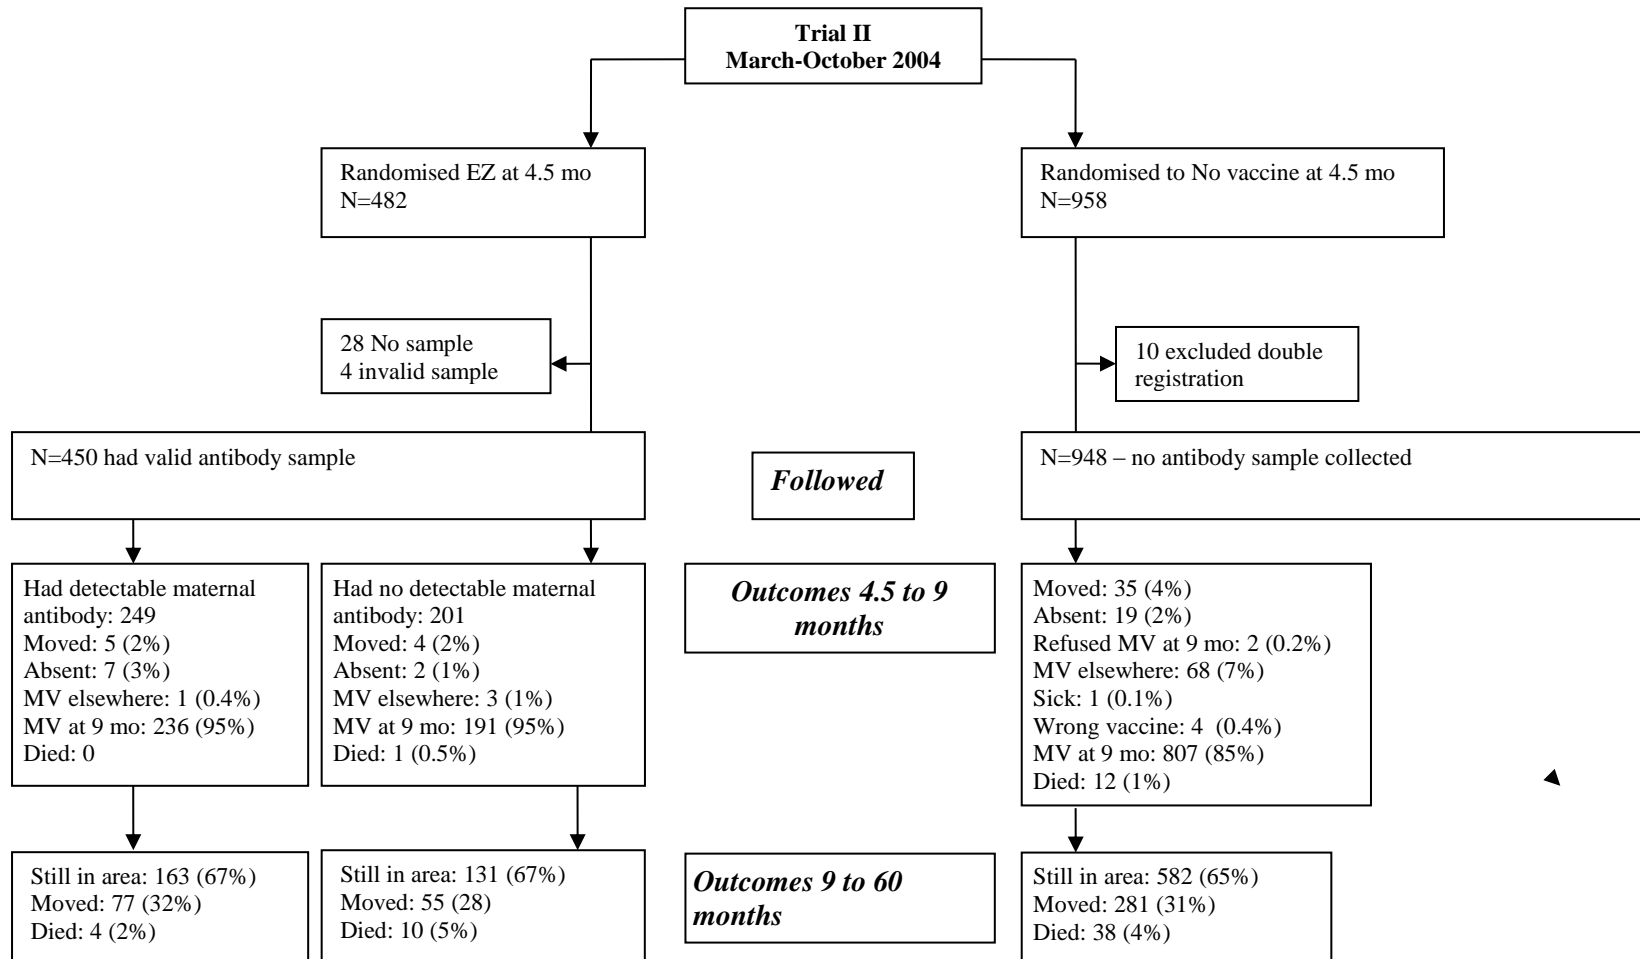 Trial II
March-October 2004
Randomised EZ at 4.5 mo
N=482
Randomised to No vaccine at 4.5 mo
N=958
28 No sample
4 invalid sample
10 excluded double
registration
N=450 had valid antibody sample
Followed
N=948 – no antibody sample collected
Had detectable maternal
antibody: 249
Moved: 5 (2%)
Absent: 7 (3%)
MV elsewhere: 1 (0.4%)
MV at 9 mo: 236 (95%)
Died: 0
Had no detectable maternal
antibody: 201
Moved: 4 (2%)
Absent: 2 (1%)
MV elsewhere: 3 (1%)
MV at 9 mo: 191 (95%)
Died: 1 (0.5%)
Outcomes 4.5 to 9
months
Moved: 35 (4%)
Absent: 19 (2%)
Refused MV at 9 mo: 2 (0.2%)
MV elsewhere: 68 (7%)
Sick: 1 (0.1%)
Wrong vaccine: 4 (0.4%)
MV at 9 mo: 807 (85%)
Died: 12 (1%)
Still in area: 163 (67%)
Moved: 77 (32%)
Died: 4 (2%)
Still in area: 131 (67%)
Moved: 55 (28)
Died: 10 (5%)
Outcomes 9 to 60
months
Still in area: 582 (65%)
Moved: 281 (31%)
Died: 38 (4%)